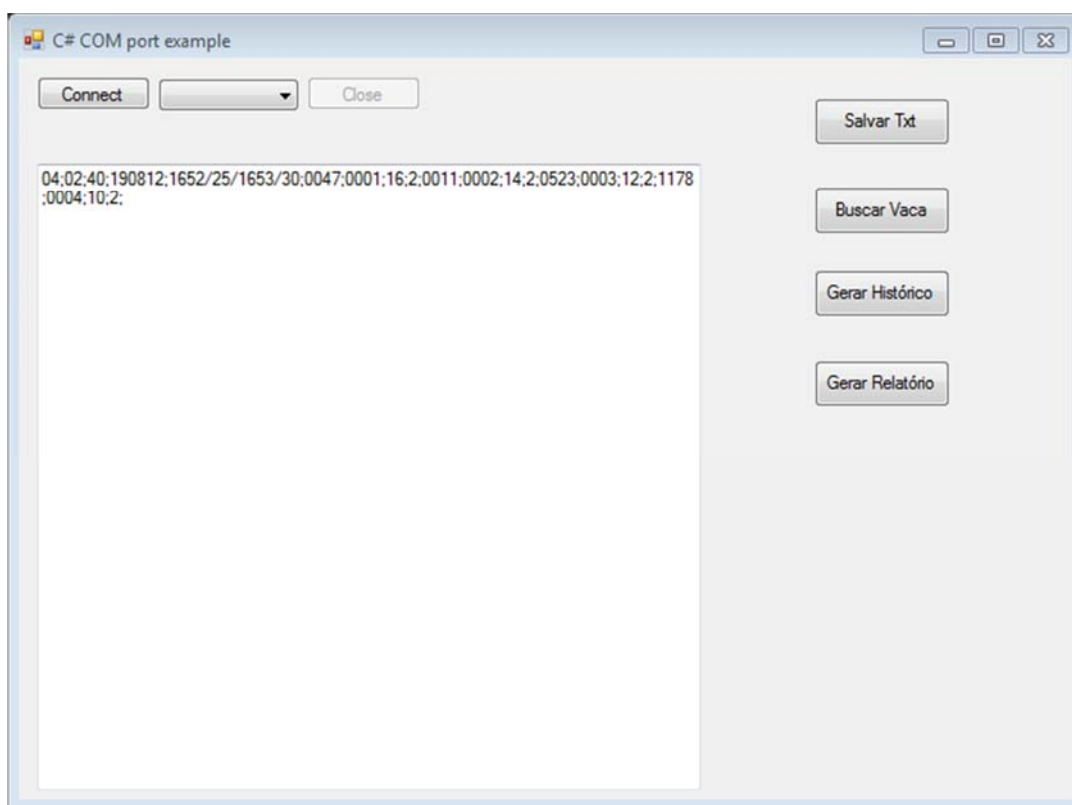 C# COM port example
Connect
Close
Salvar Txt
04;02;40;190812;1652/25/1653/30;0047;0001;16;2;0011;0002;14;2;0523;0003;12;2;1178
;0004;10;2;
Buscar Vaca
Gerar Histórico
Gerar Relatório